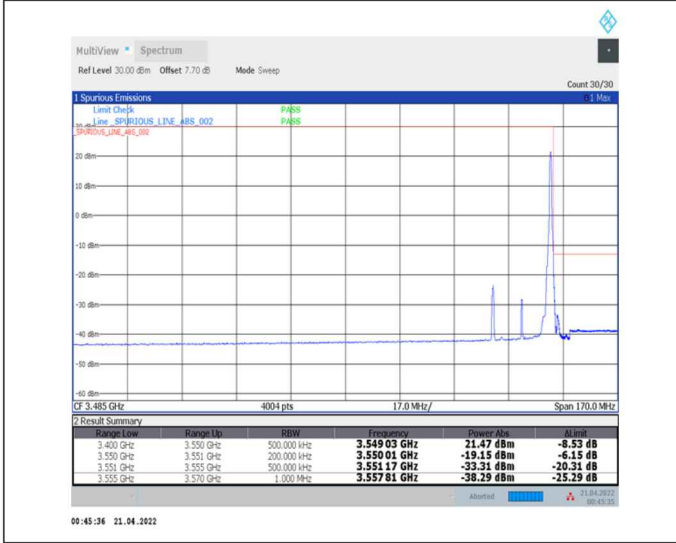 MultiView Spectrum
Ref Level 30.00 dBm Offset 7.70 dB Mode Sweep
Count 30/30
1 Spurious Emissions 1 Max
Limit Check PASS
Line _SPURIOUS_LINE_ABS_002 PASS
_SPURIOUS_LINE_ABS_002
20 dBm
10 dBm
0 dBm
-10 dBm
-20 dBm
-30 dBm
-40 dBm
-50 dBm
-60 dBm
CF 3.485 GHz 4004 pts 17.0 MHz/ Span 170.0 MHz
2 Result Summary
Range Low Range Up RBW Frequency Power Abs ΔLimit
3.400 GHz 3.550 GHz 500.000 kHz 3.549 03 GHz 21.47 dBm -8.53 dB
3.550 GHz 3.551 GHz 200.000 kHz 3.550 01 GHz -19.15 dBm -6.15 dB
3.551 GHz 3.555 GHz 500.000 kHz 3.551 17 GHz -33.31 dBm -20.31 dB
3.555 GHz 3.570 GHz 1.000 MHz 3.557 81 GHz -38.29 dBm -25.29 dB
Aborted 21.04.2022
00:45:35
00:45:36 21.04.2022